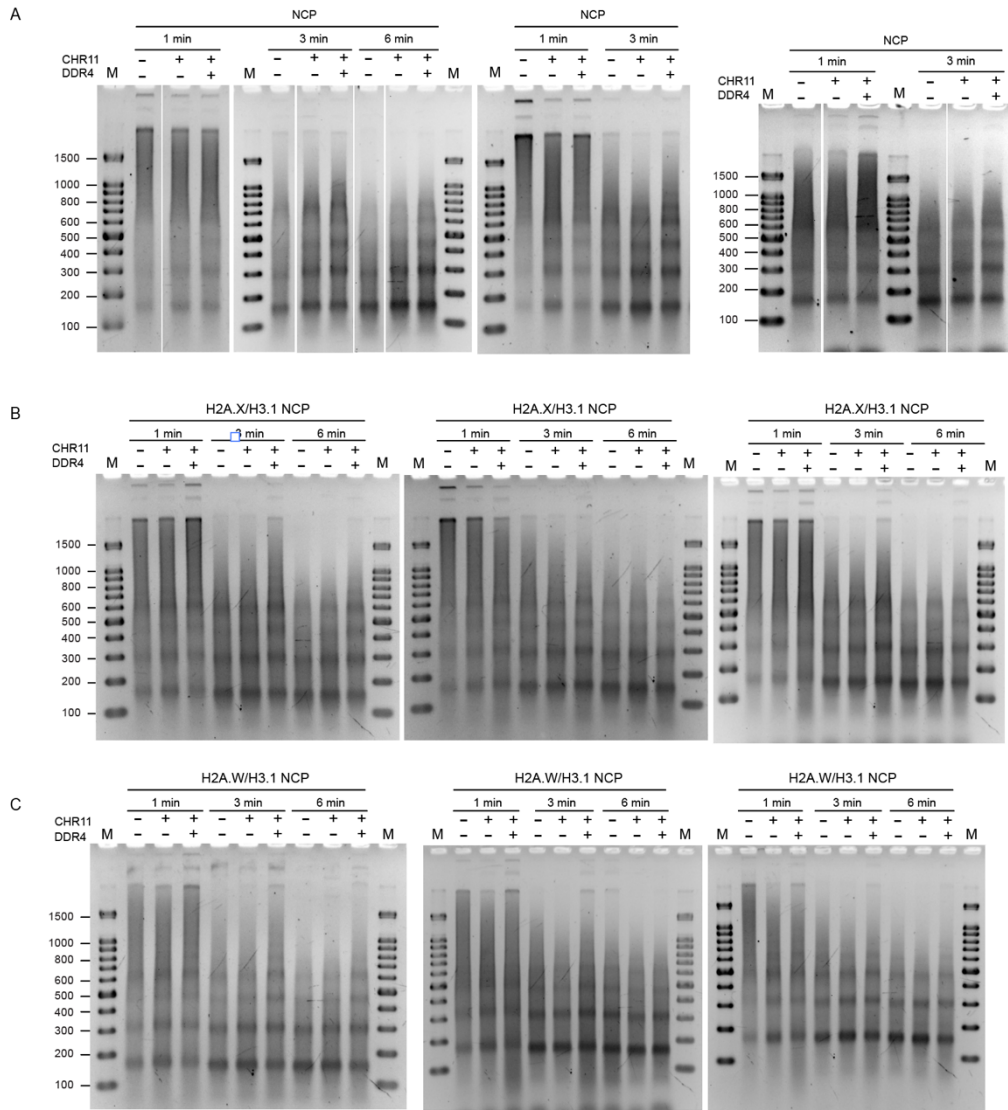 A
NCP NCP NCP
1 min 3 min 6 min 1 min 3 min 1 min 3 min
CHR11 - + + - + + - + + - + + - + +
DDR4 M - - + - - + - - + M - - + - - +
CHR11 - + + - + +
DDR4 M - - + M - - +
1500
1000
800
600
500
400
300
200
100
1500
1000
800
600
500
400
300
200
100
B
H2A.X/H3.1 NCP H2A.X/H3.1 NCP H2A.X/H3.1 NCP
1 min 3 min 6 min 1 min 3 min 6 min 1 min 3 min 6 min
CHR11 - + + - + + - + + - + + - + + - + + - + + - + + - + +
DDR4 M - - + - - + - - + M - - + - - + - - + M M - - + - - + - - + M
1500
1000
800
600
500
400
300
200
100
C
H2A.W/H3.1 NCP H2A.W/H3.1 NCP H2A.W/H3.1 NCP
1 min 3 min 6 min 1 min 3 min 6 min 1 min 3 min 6 min
CHR11 - + + - + + - + + - + + - + + - + + - + + - + + - + +
DDR4 M - - + - - + - - + M M - - + - - + - - + M - - + - - + - - + M
1500
1000
800
600
500
400
300
200
100